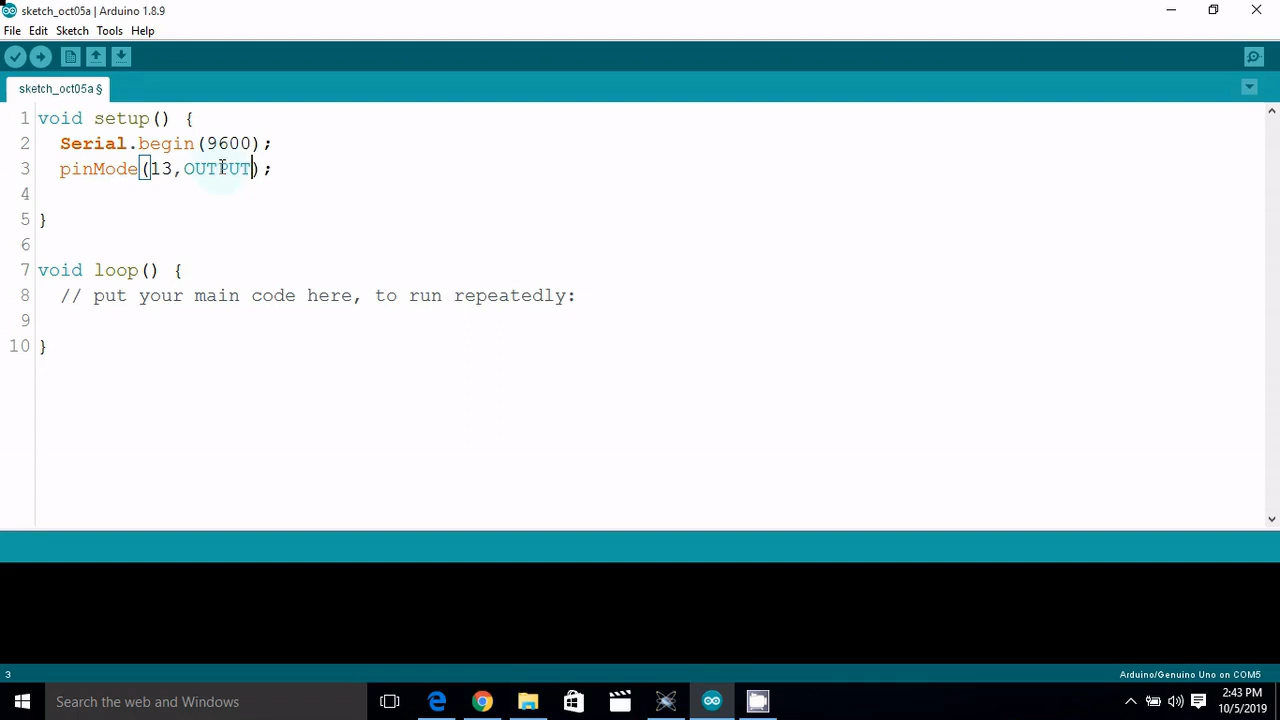 sketch_oct05a | Arduino 1.8.9
File Edit Sketch Tools Help
sketch_oct05a §
1 void setup() {
2 Serial.begin(9600);
3 pinMode(13,OUTPUT);
4
5 }
6
7 void loop() {
8 // put your main code here, to run repeatedly:
9
10 }
3
Arduino/Genuino Uno on COM5
Search the web and Windows
2:43 PM
10/5/2019